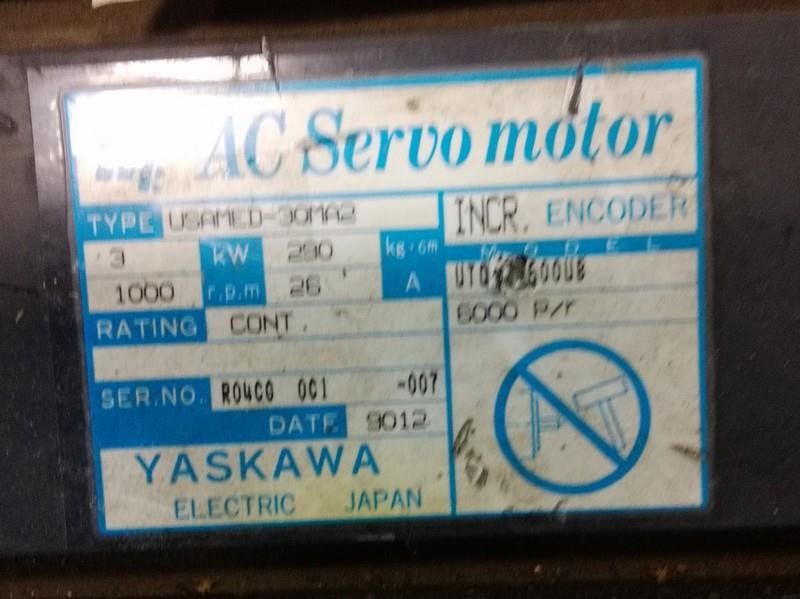 AC Servo motor
TYPE USAMED-30MA2
3 kW 290 kg·cm
1000 r.p.m 26 A
RATING CONT.
SER.NO. R04C0 0C1 -007
DATE 9012
YASKAWA
ELECTRIC JAPAN
INCR. ENCODER
MODEL
6000 P/r